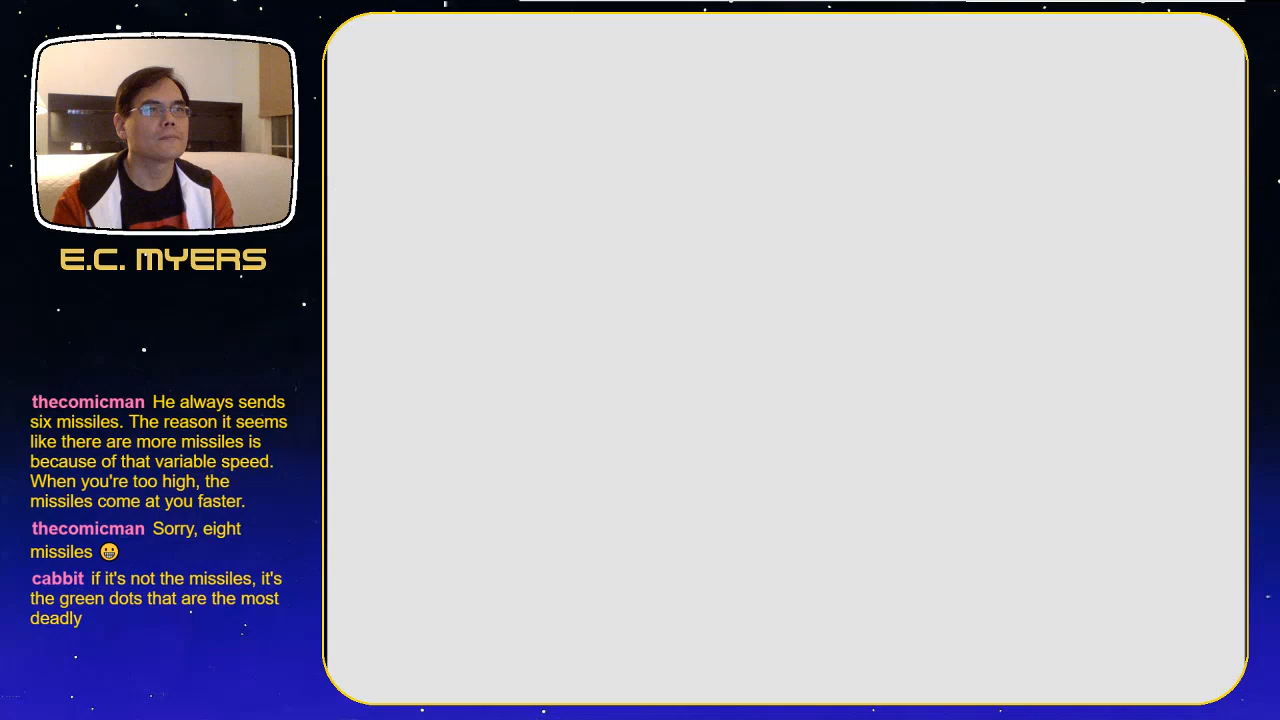 E.C. MYERS
thecomicman He always sends
six missiles. The reason it seems
like there are more missiles is
because of that variable speed.
When you're too high, the
missiles come at you faster.
thecomicman Sorry, eight
missiles 😀
cabbit if it's not the missiles, it's
the green dots that are the most
deadly